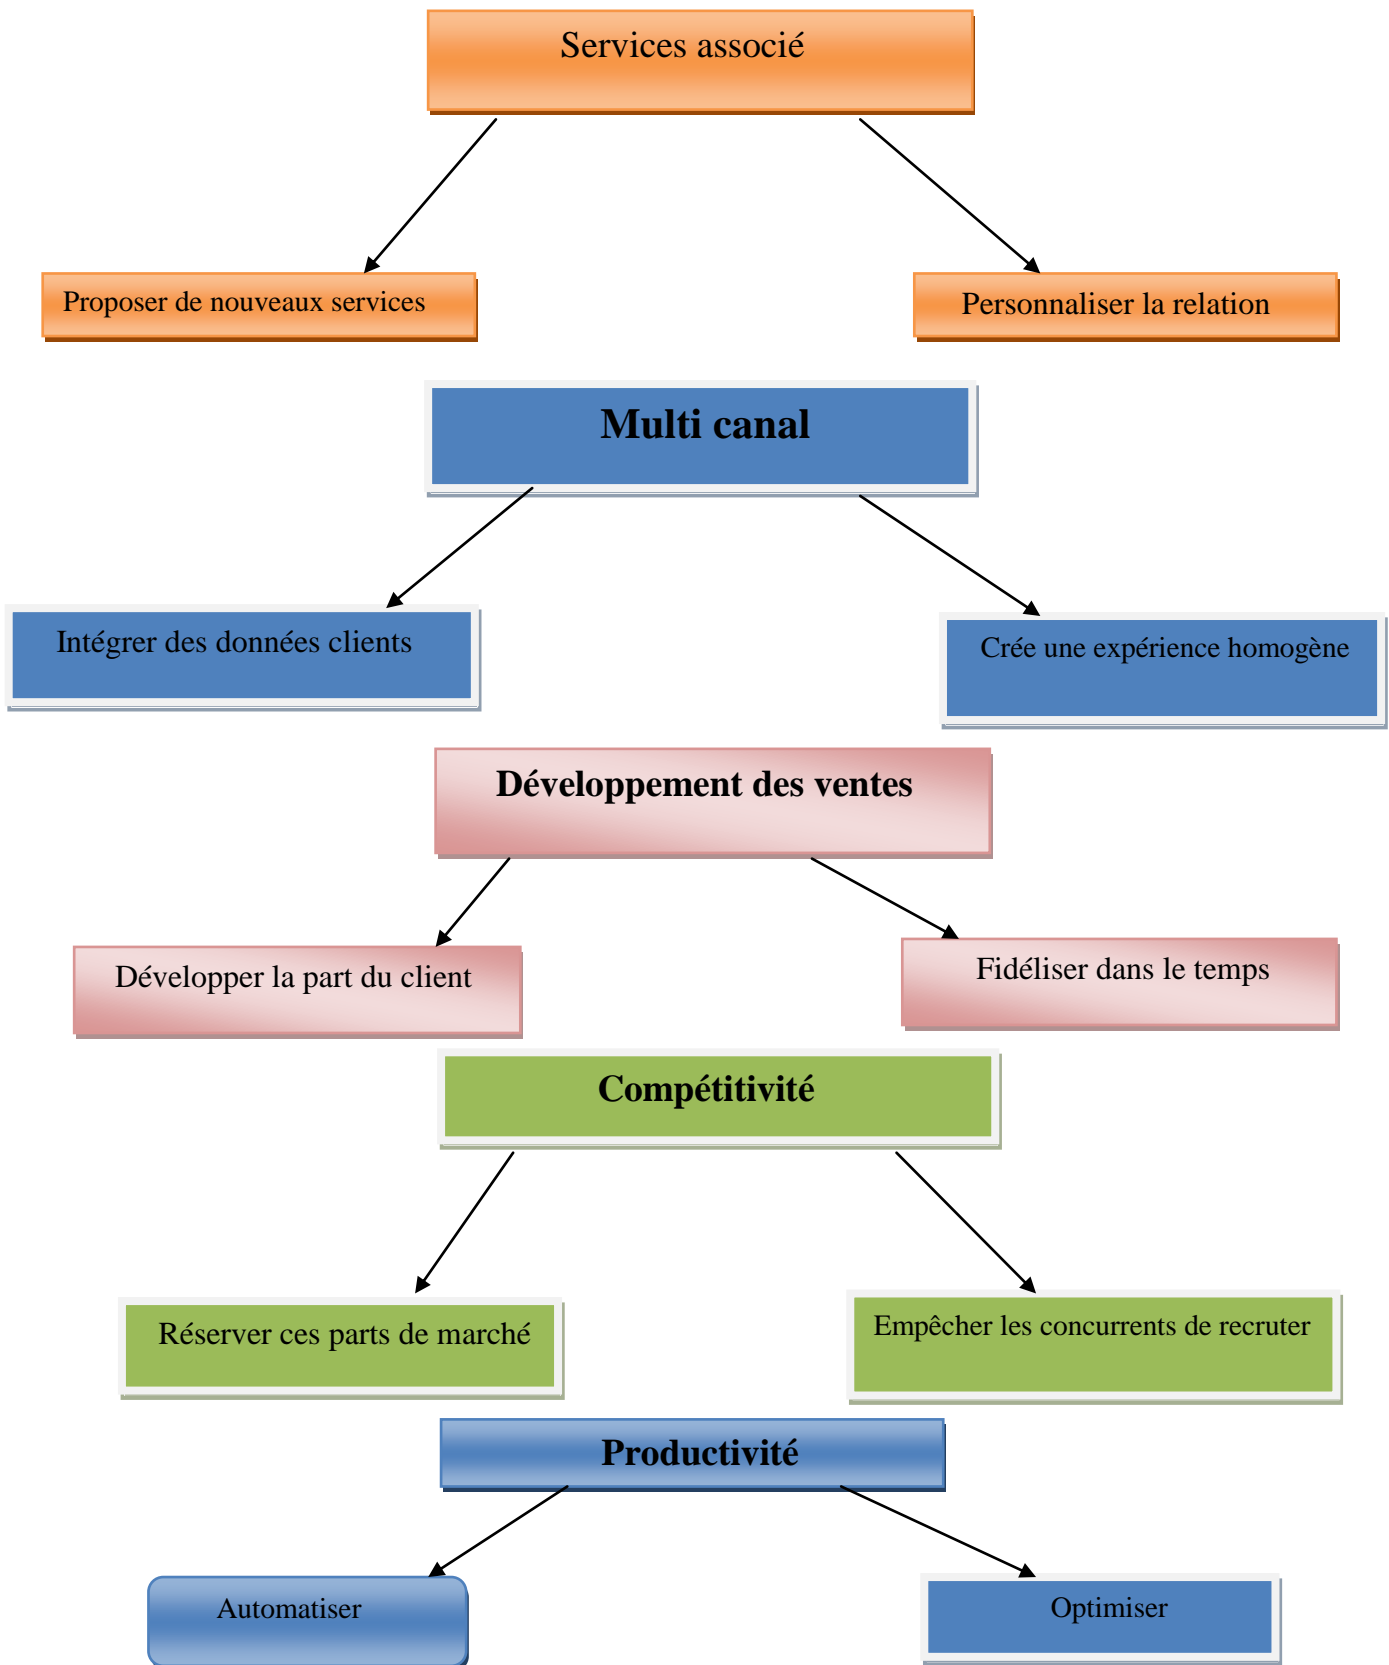 Services associé
Proposer de nouveaux services
Personnaliser la relation
Multi canal
Intégrer des données clients
Crée une expérience homogène
Développement des ventes
Développer la part du client
Fidéliser dans le temps
Compétitivité
Réserver ces parts de marché
Empêcher les concurrents de recruter
Productivité
Automatiser
Optimiser